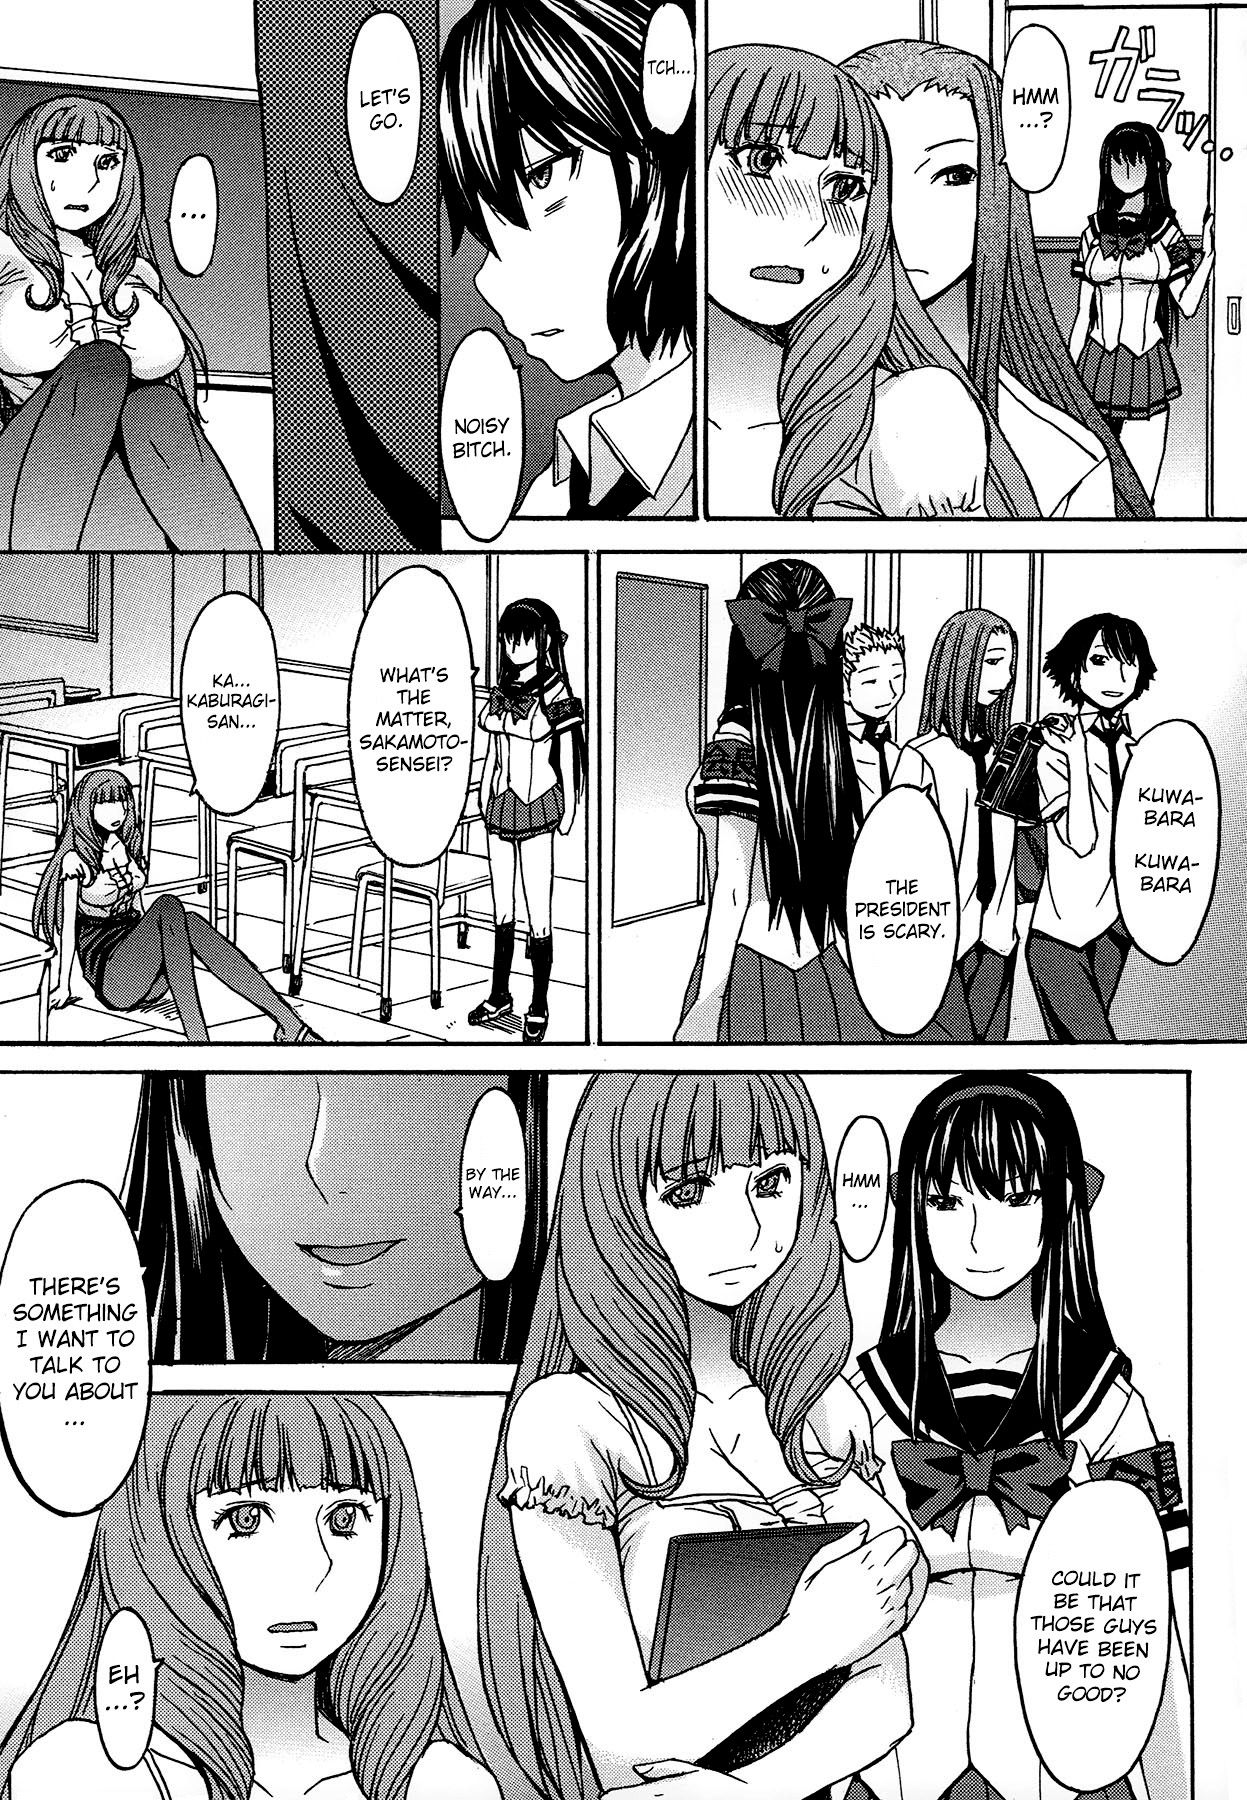 ガラッ
HMM
...?
TCH...
NOISY
BITCH.
LET'S
GO.
...
KUWA-
BARA
KUWA-
BARA
THE
PRESIDENT
IS SCARY.
WHAT'S
THE
MATTER,
SAKAMOTO-
SENSEI?
KA...
KABURAGI-
SAN...
HMM
...
COULD IT
BE THAT
THOSE GUYS
HAVE BEEN
UP TO NO
GOOD?
BY THE
WAY...
THERE'S
SOMETHING
I WANT TO
TALK TO
YOU ABOUT
...
EH
...?